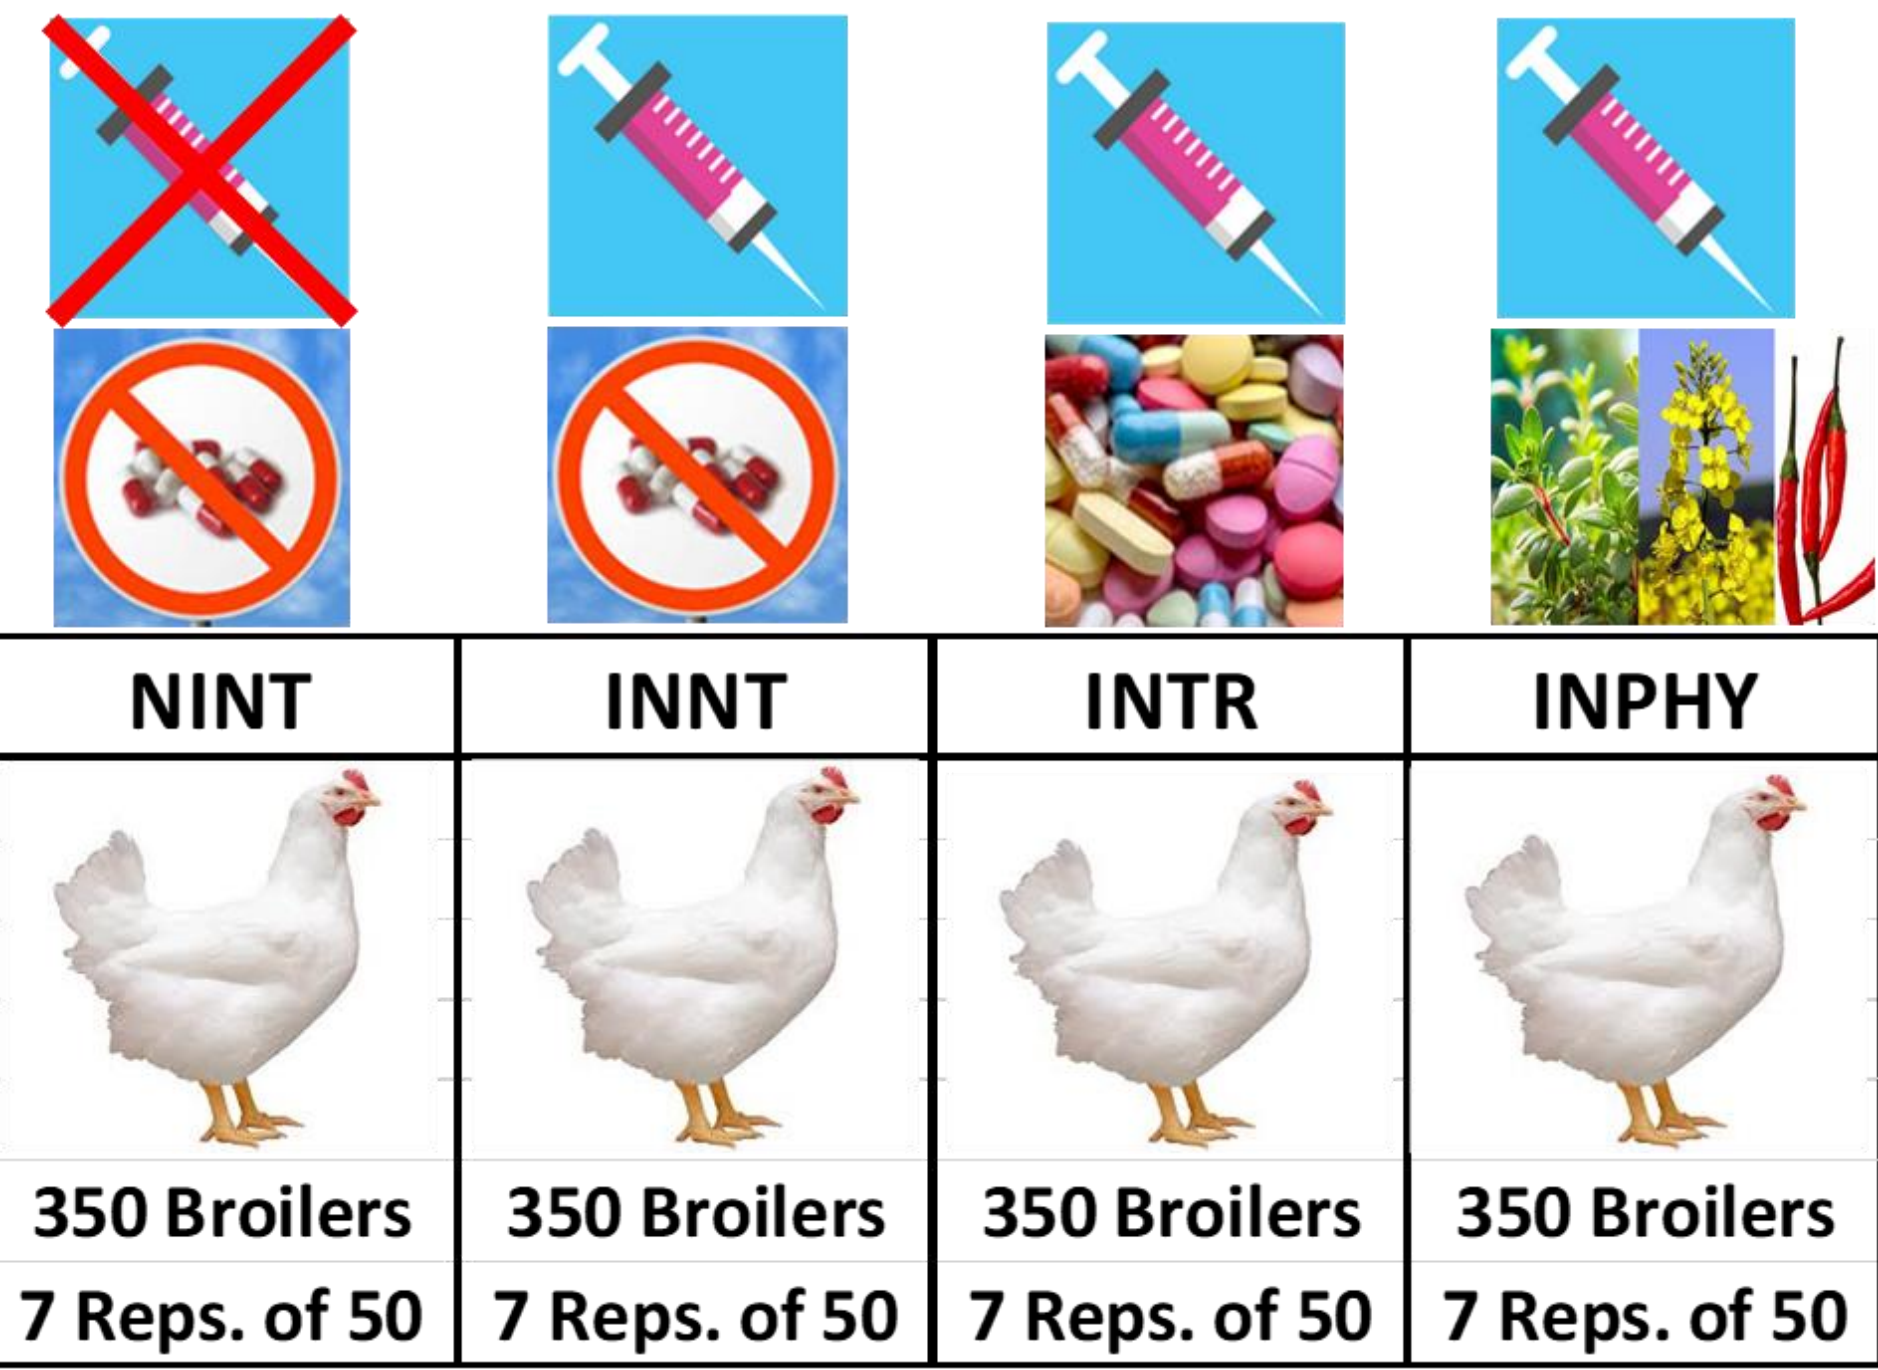 NINT INNT INTR INPHY
350 Broilers 350 Broilers 350 Broilers 350 Broilers
7 Reps. of 50 7 Reps. of 50 7 Reps. of 50 7 Reps. of 50